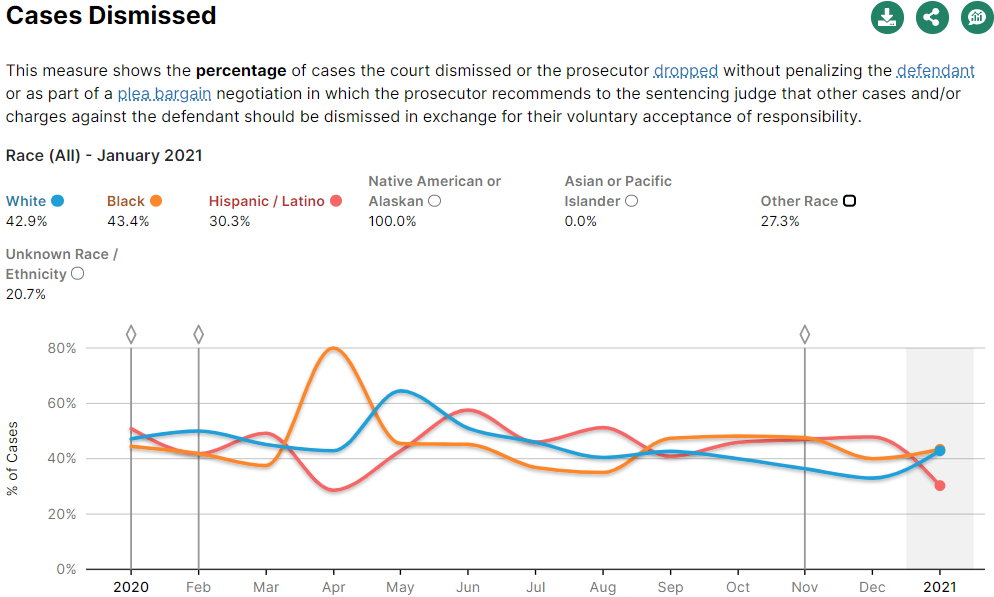 Cases Dismissed
This measure shows the percentage of cases the court dismissed or the prosecutor dropped without penalizing the defendant
or as part of a plea bargain negotiation in which the prosecutor recommends to the sentencing judge that other cases and/or
charges against the defendant should be dismissed in exchange for their voluntary acceptance of responsibility.
Race (All) - January 2021
White
42.9%
Black
43.4%
Hispanic / Latino
30.3%
Native American or
Alaskan
100.0%
Asian or Pacific
Islander
0.0%
Other Race
27.3%
Unknown Race /
Ethnicity
20.7%
% of Cases
80%
60%
40%
20%
0%
2020 Feb Mar Apr May Jun Jul Aug Sep Oct Nov Dec 2021